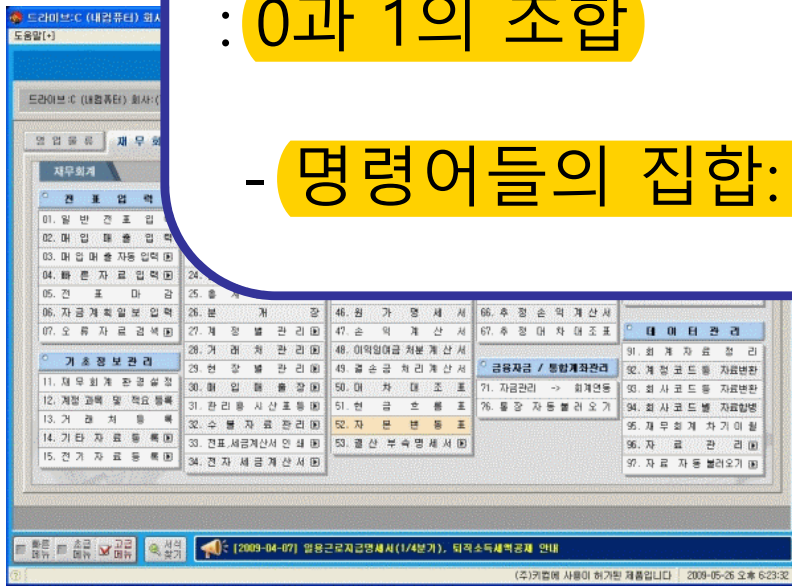 드라이브:C (내컴퓨터) 회사
도움말[+]
: 0과 1의 조합
- 명령어들의 집합:
드라이브:C (내컴퓨터) 회사:(
영 업 물 류
재 무 회
재무회계
전 표 입 력
01. 일 반 전 표 입
02. 매 입 매 출 입 력
03. 매 입 매 출 자동 입력
04. 빠 른 자 료 입 력
05. 전 표 마 감
06. 자 금 계 획 일 보 입 력
07. 오 류 자 료 검 색
기 초 정 보 관 리
11. 재 무 회 계 환 경 설 정
12. 계정 과목 및 적요 등록
13. 거 래 처 등 록
14. 기 타 자 료 등 록
15. 전 기 자 료 등 록
24.
25. 총
26. 분 개 장
27. 계 정 별 관 리
28. 거 래 처 관 리
29. 현 장 별 관 리
30. 매 입 매 출 장
31. 관 리 용 시 산 표 등
32. 수 불 자 료 관 리
33. 전표,세금계산서 인 쇄
34. 전 자 세 금 계 산 서
46. 원 가 명 세 서
47. 손 익 계 산 서
48. 이익잉여금 처분 계 산 서
49. 결 손 금 처 리 계 산 서
50. 대 차 대 조 표
51. 현 금 흐 름 표
52. 자 본 변 동 표
53. 결 산 부 속 명 세 서
66. 추 정 손 익 계 산 서
67. 추 정 대 차 대 조 표
금융자금 / 통합계좌관리
71. 자금관리 -> 회계연동
76. 통 장 자 동 불 러 오 기
데 이 터 관 리
91. 회 계 자 료 정 리
92. 계 정 코 드 등 자료변환
93. 회 사 코 드 등 자료변환
94. 회 사 코 드 별 자료합병
95. 재 무 회 계 차 기 이 월
96. 자 료 관 리
97. 자 료 자 동 불러오기
빠른 메뉴 초급 메뉴 고급 메뉴 서식 찾기
[2009-04-07] 일용근로지급명세서(1/4분기), 퇴직소득세액공제 안내
(주)키컴에 사용이 허가된 제품입니다 2009-05-26 오후 6:23:32